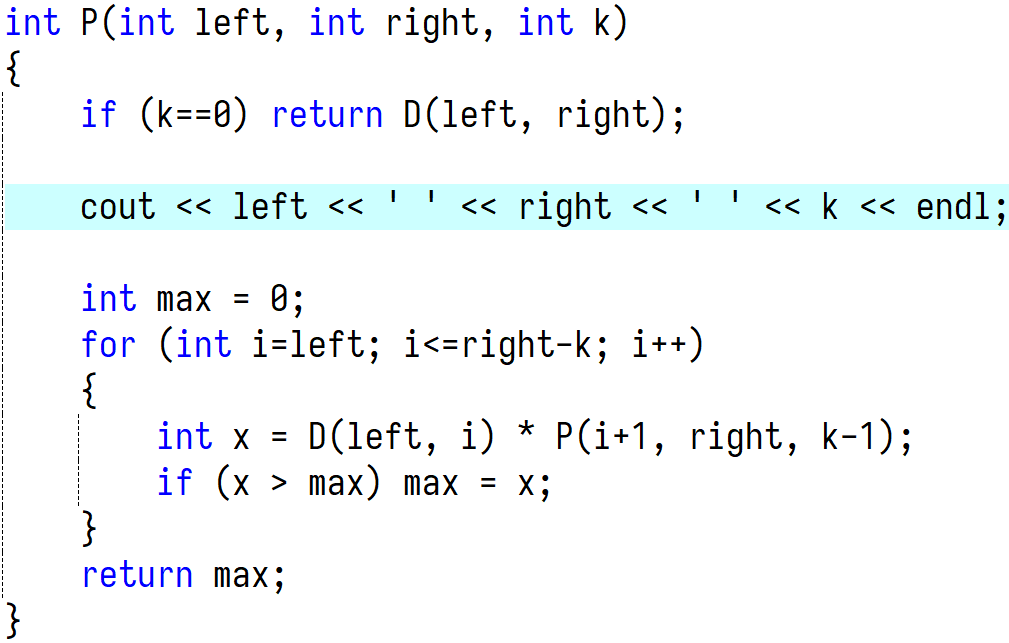 int P(int left, int right, int k)
{
    if (k==0) return D(left, right);

    cout << left << ' ' << right << ' ' << k << endl;

    int max = 0;
    for (int i=left; i<=right-k; i++)
    {
        int x = D(left, i) * P(i+1, right, k-1);
        if (x > max) max = x;
    }
    return max;
}